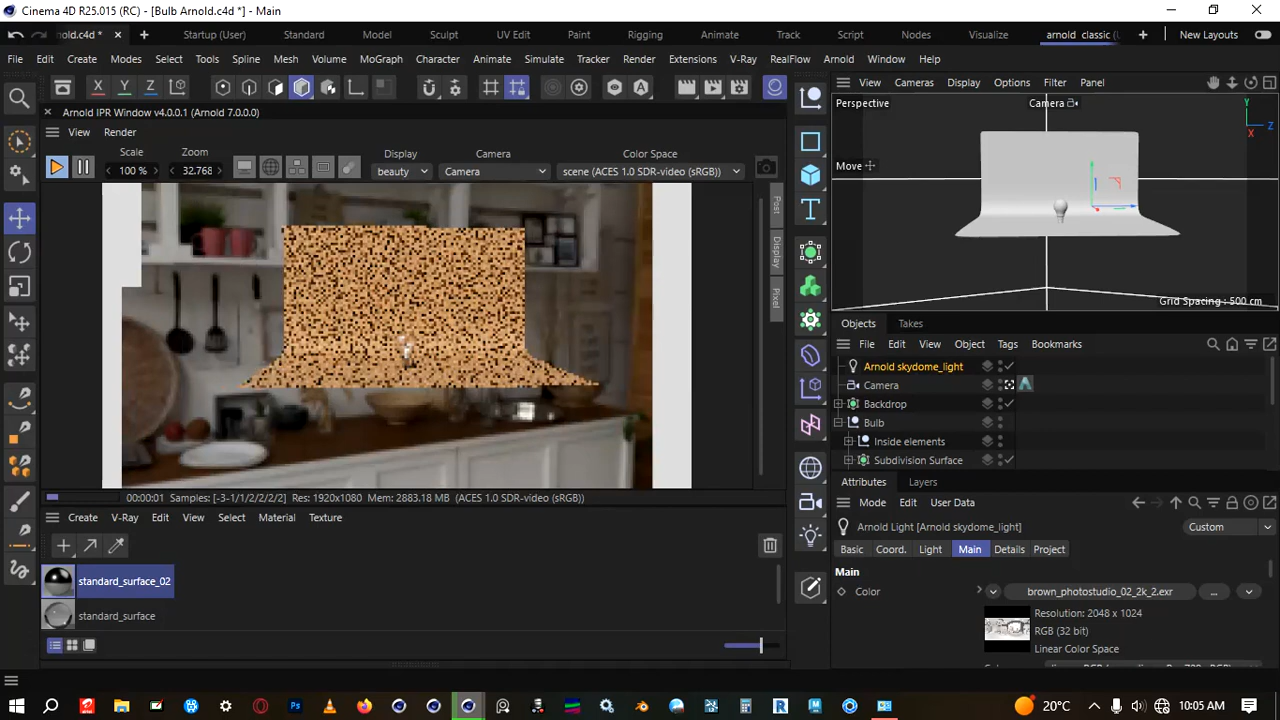 Cinema 4D R25.015 (RC) - [Bulb Arnold.c4d *] - Main
nold.c4d *
Startup (User)
Standard
Model
Sculpt
UV Edit
Paint
Rigging
Animate
Track
Script
Nodes
Visualize
arnold_classic (U
New Layouts
File Edit Create Modes Select Tools Spline Mesh Volume MoGraph Character Animate Simulate Tracker Render Extensions V-Ray RealFlow Arnold Window Help
X Y Z
Arnold IPR Window v4.0.0.1 (Arnold 7.0.0.0)
View Render
Scale Zoom Display Camera Color Space
100 % 32.768 beauty Camera scene (ACES 1.0 SDR-video (sRGB))
Post
Display
Pixel
00:00:01 Samples: [-3-1/1/2/2/2/2] Res: 1920x1080 Mem: 2883.18 MB (ACES 1.0 SDR-video (sRGB))
Create V-Ray Edit View Select Material Texture
standard_surface_02
standard_surface
View Cameras Display Options Filter Panel
Perspective
Camera
Y
Z
X
Move
Grid Spacing : 500 cm
Objects Takes
File Edit View Object Tags Bookmarks
Arnold skydome_light
Camera
Backdrop
Bulb
Inside elements
Subdivision Surface
Attributes Layers
Mode Edit User Data
Arnold Light [Arnold skydome_light]
Custom
Basic Coord. Light Main Details Project
Main
Color brown_photostudio_02_2k_2.exr ...
Resolution: 2048 x 1024
RGB (32 bit)
Linear Color Space
20°C
10:05 AM